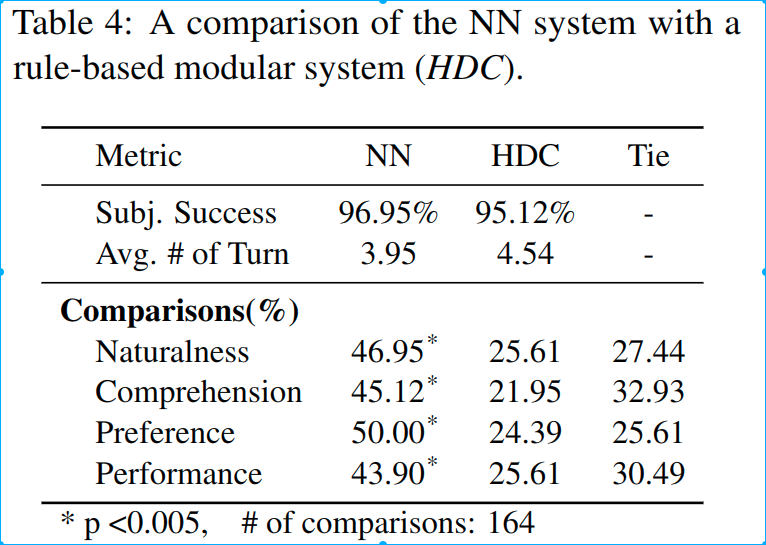 Table 4: A comparison of the NN system with a
rule-based modular system (HDC).
Metric NN HDC Tie
Subj. Success 96.95% 95.12% -
Avg. # of Turn 3.95 4.54 -
Comparisons(%)
Naturalness 46.95* 25.61 27.44
Comprehension 45.12* 21.95 32.93
Preference 50.00* 24.39 25.61
Performance 43.90* 25.61 30.49
* p <0.005, # of comparisons: 164